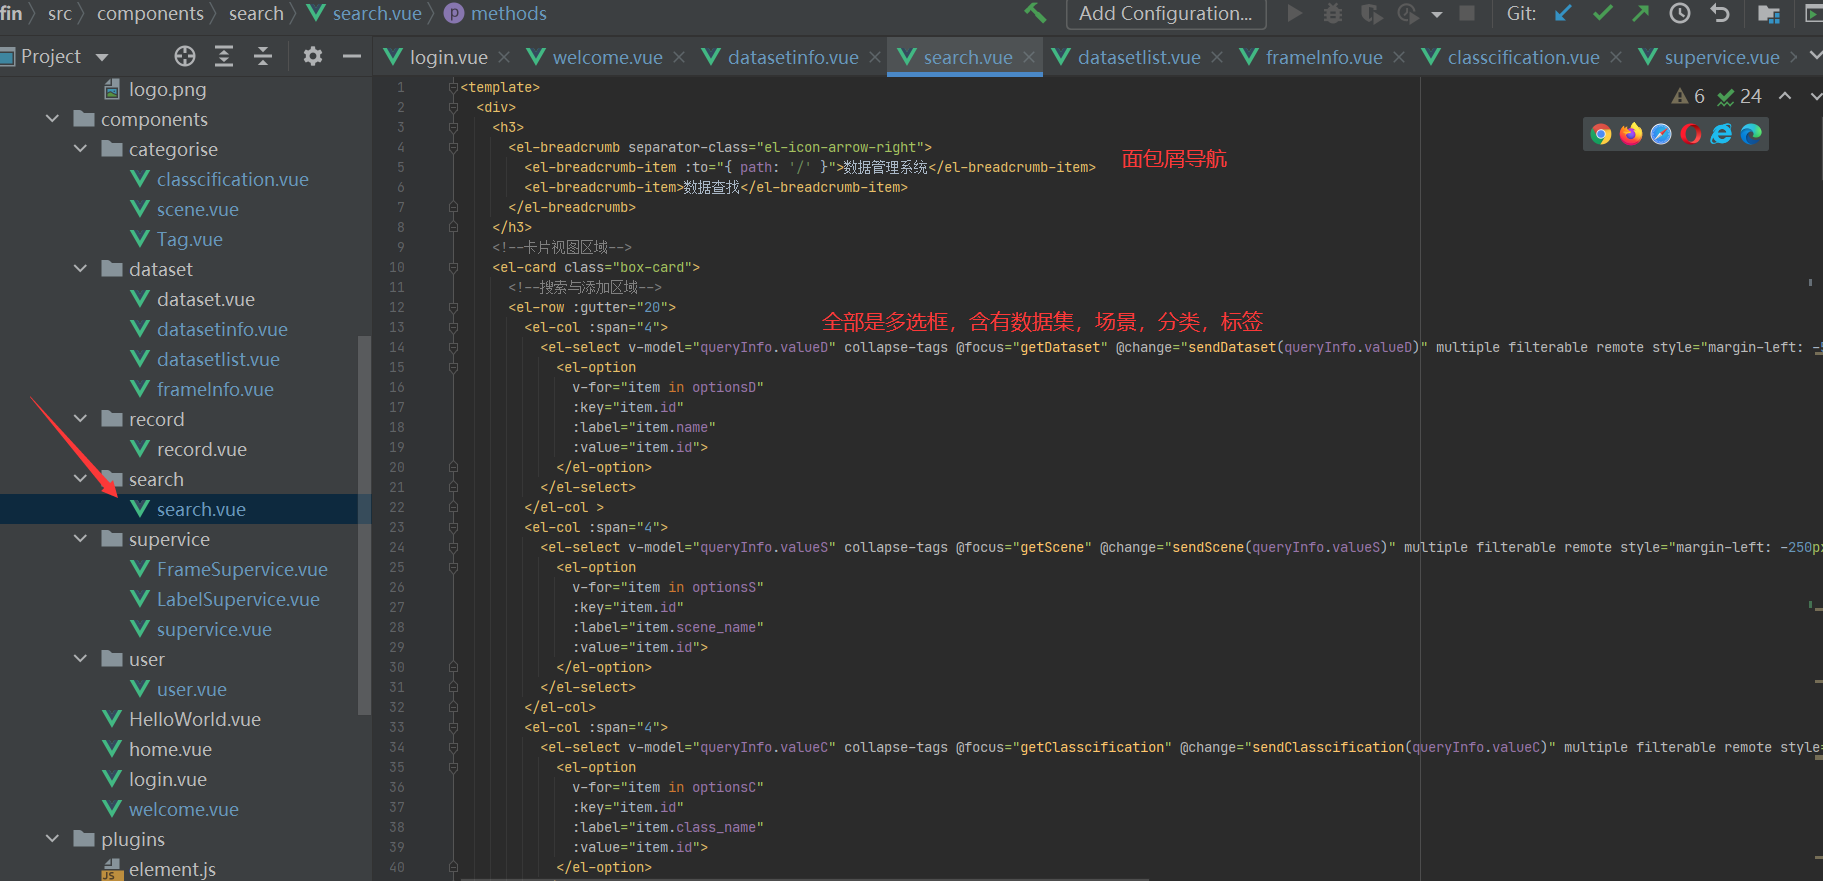 fin src components search search.vue methods Add Configuration... Git:
Project login.vue welcome.vue datasetinfo.vue search.vue datasetlist.vue frameInfo.vue classcification.vue supervice.vue
logo.png
components
categorise
classcification.vue
scene.vue
Tag.vue
dataset
dataset.vue
datasetinfo.vue
datasetlist.vue
frameInfo.vue
record
record.vue
search
search.vue
supervice
FrameSupervice.vue
LabelSupervice.vue
supervice.vue
user
user.vue
HelloWorld.vue
home.vue
login.vue
welcome.vue
plugins
JS element.js
6 24
1 <template>
2 <div>
3 <h3>
4 <el-breadcrumb separator-class="el-icon-arrow-right">
面包屑导航
5 <el-breadcrumb-item :to="{ path: '/' }">数据管理系统</el-breadcrumb-item>
6 <el-breadcrumb-item>数据查找</el-breadcrumb-item>
7 </el-breadcrumb>
8 </h3>
9 <!--卡片视图区域-->
10 <el-card class="box-card">
11 <!--搜索与添加区域-->
12 <el-row :gutter="20">
全部是多选框，含有数据集，场景，分类，标签
13 <el-col :span="4">
14 <el-select v-model="queryInfo.valueD" collapse-tags @focus="getDataset" @change="sendDataset(queryInfo.valueD)" multiple filterable remote style="margin-left: -
15 <el-option
16 v-for="item in optionsD"
17 :key="item.id"
18 :label="item.name"
19 :value="item.id">
20 </el-option>
21 </el-select>
22 </el-col >
23 <el-col :span="4">
24 <el-select v-model="queryInfo.valueS" collapse-tags @focus="getScene" @change="sendScene(queryInfo.valueS)" multiple filterable remote style="margin-left: -250p
25 <el-option
26 v-for="item in optionsS"
27 :key="item.id"
28 :label="item.scene_name"
29 :value="item.id">
30 </el-option>
31 </el-select>
32 </el-col>
33 <el-col :span="4">
34 <el-select v-model="queryInfo.valueC" collapse-tags @focus="getClasscification" @change="sendClasscification(queryInfo.valueC)" multiple filterable remote style=
35 <el-option
36 v-for="item in optionsC"
37 :key="item.id"
38 :label="item.class_name"
39 :value="item.id">
40 </el-option>